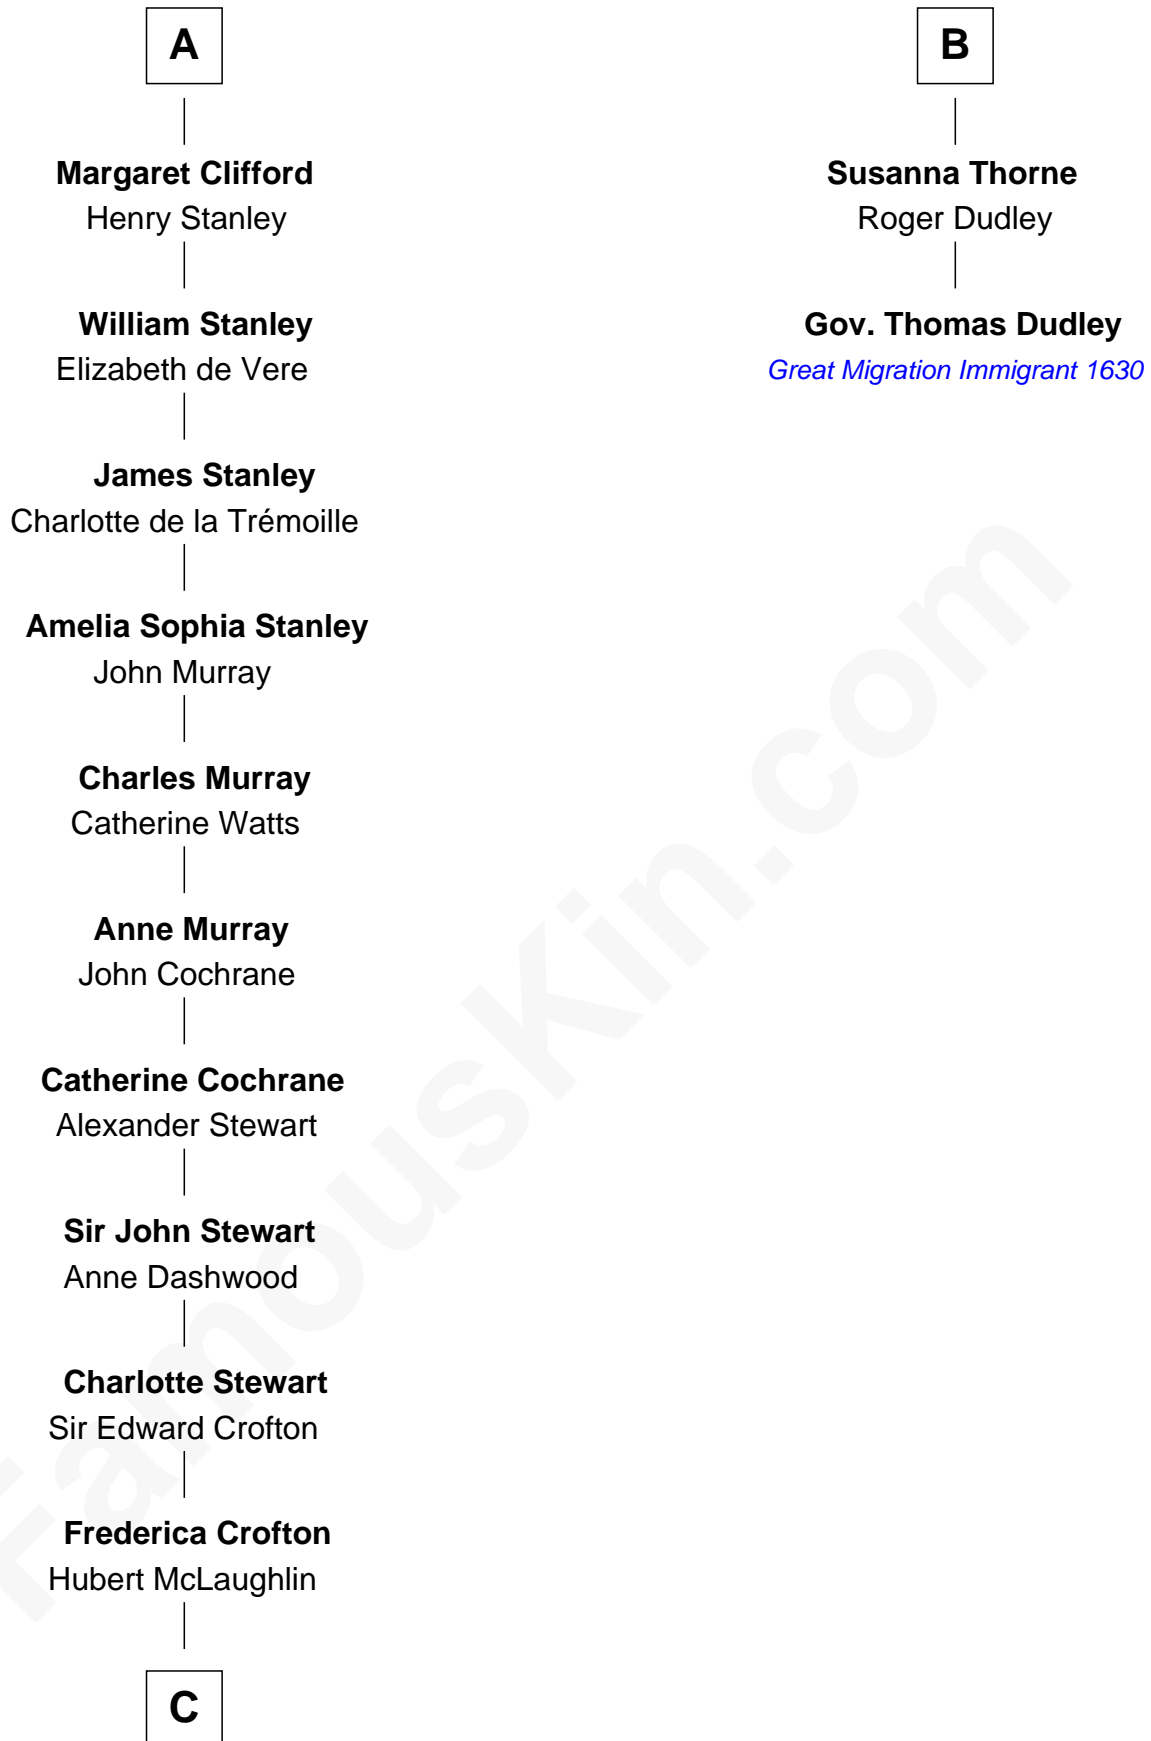 A
Margaret Clifford
Henry Stanley
William Stanley
Elizabeth de Vere
James Stanley
Charlotte de la Trémoille
Amelia Sophia Stanley
John Murray
Charles Murray
Catherine Watts
Anne Murray
John Cochrane
Catherine Cochrane
Alexander Stewart
Sir John Stewart
Anne Dashwood
Charlotte Stewart
Sir Edward Crofton
Frederica Crofton
Hubert McLaughlin
C
B
Susanna Thorne
Roger Dudley
Gov. Thomas Dudley
Great Migration Immigrant 1630
FamousKin.com